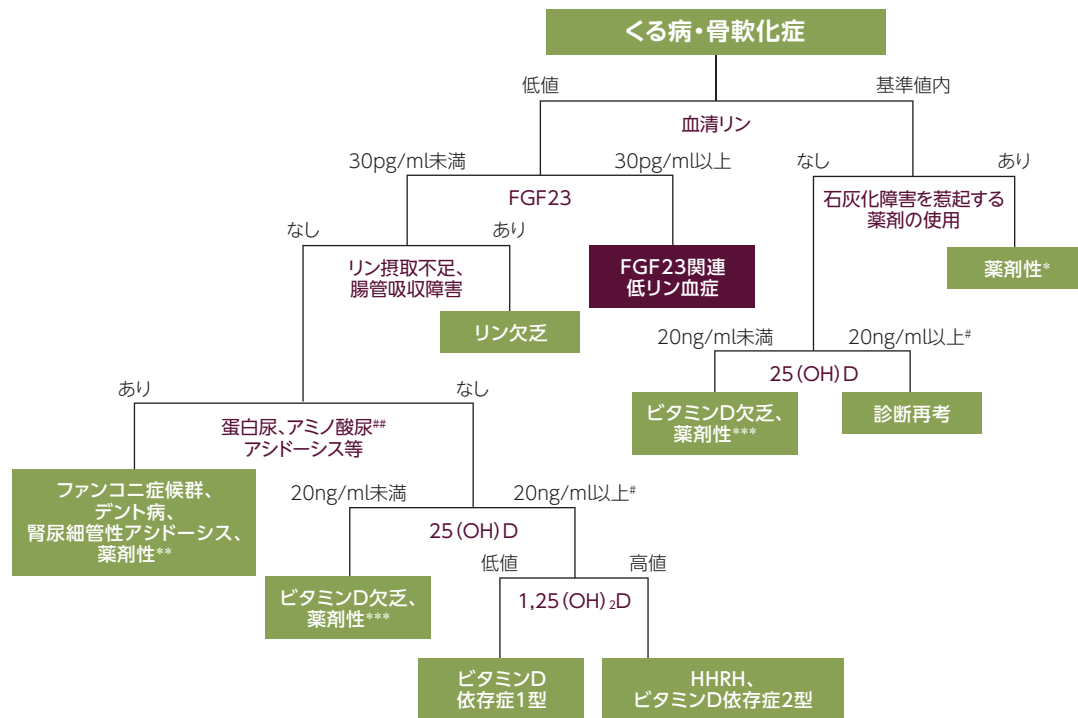 くる病・骨軟化症
低値
基準値内
血清リン
30pg/ml未満
30pg/ml以上
なし
あり
FGF23
石灰化障害を惹起する
薬剤の使用
なし
あり
リン摂取不足、
腸管吸収障害
FGF23関連
低リン血症
薬剤性*
リン欠乏
20ng/ml未満
20ng/ml以上#
25(OH)D
あり
なし
ビタミンD欠乏、
薬剤性***
診断再考
蛋白尿、アミノ酸尿##
アシドーシス等
ファンコニ症候群、
デント病、
腎尿細管性アシドーシス、
薬剤性**
20ng/ml未満
20ng/ml以上#
25(OH)D
低値
高値
ビタミンD欠乏、
薬剤性***
1,25(OH)₂D
ビタミンD
依存症1型
HHRH、
ビタミンD依存症2型